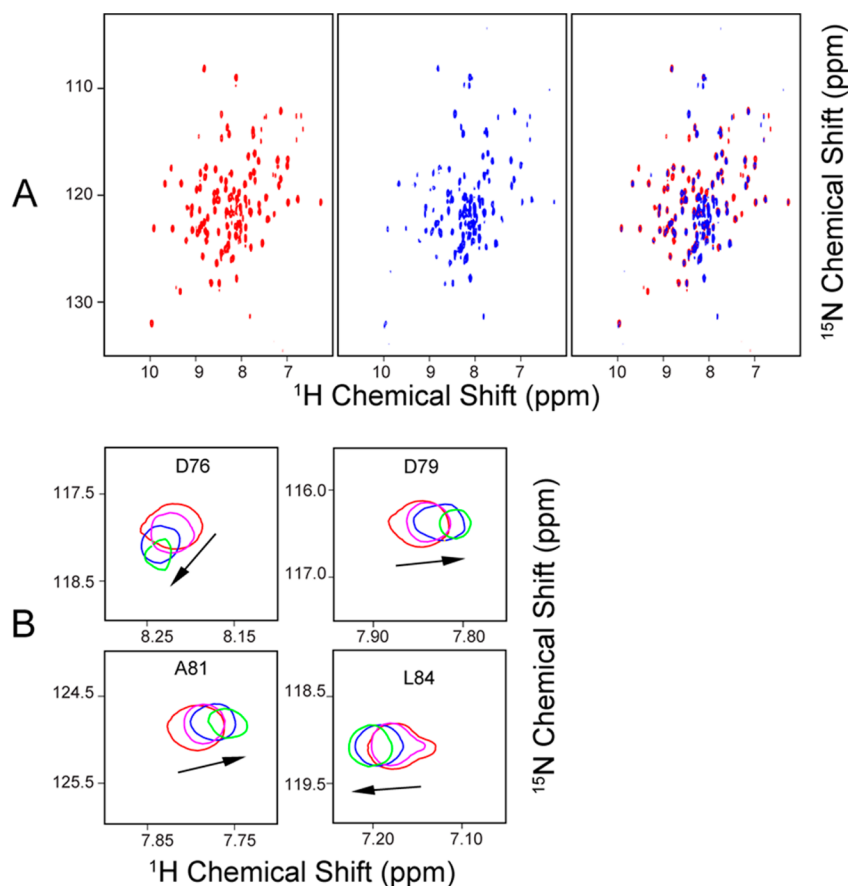 A
110
120
130
10 9 8 7 10 9 8 7 10 9 8 7
¹H Chemical Shift (ppm)
¹⁵N Chemical Shift (ppm)
B
D76
117.5
118.5
8.25 8.15
D79
116.0
117.0
7.90 7.80
A81
124.5
125.5
7.85 7.75
L84
118.5
119.5
7.20 7.10
¹H Chemical Shift (ppm)
¹⁵N Chemical Shift (ppm)